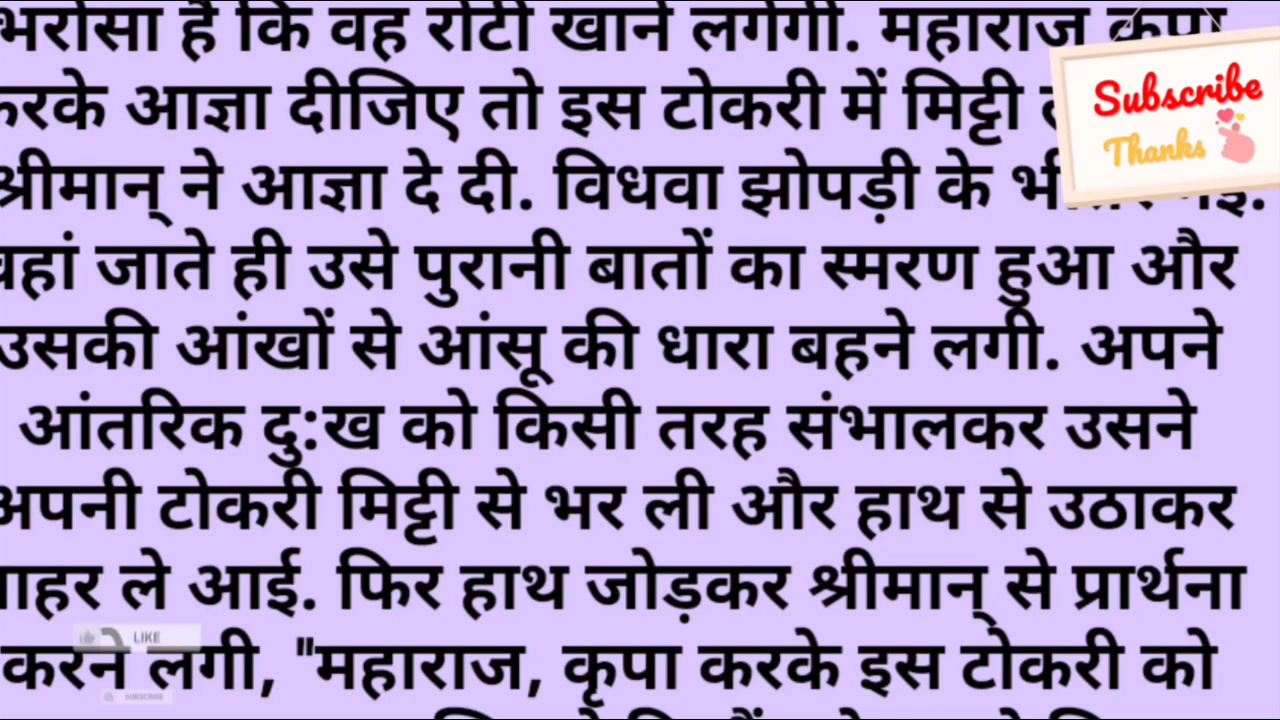 भरोसा है कि वह रोटी खाने लगेगी. महाराज कृपा
करके आज्ञा दीजिए तो इस टोकरी में मिट्टी
श्रीमान् ने आज्ञा दे दी. विधवा झोपड़ी के
वहां जाते ही उसे पुरानी बातों का स्मरण हुआ और
उसकी आंखों से आंसू की धारा बहने लगी. अपने
आंतरिक दु:ख को किसी तरह संभालकर उसने
अपनी टोकरी मिट्टी से भर ली और हाथ से उठाकर
बाहर ले आई. फिर हाथ जोड़कर श्रीमान् से प्रार्थना
करने लगी, "महाराज, कृपा करके इस टोकरी को
Subscribe
Thanks
LIKE
SUBSCRIBE